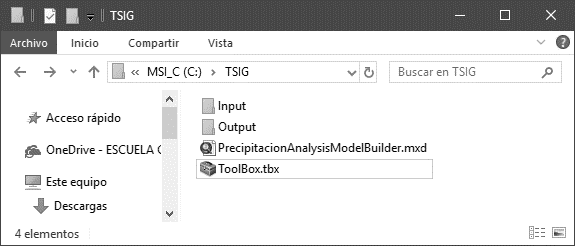 TSIG
Archivo Inicio Compartir Vista
« MSI_C (C:) > TSIG
Buscar en TSIG
Acceso rápido
OneDrive - ESCUELA
Este equipo
Descargas
Input
Output
PrecipitacionAnalysisModelBuilder.mxd
ToolBox.tbx
4 elementos